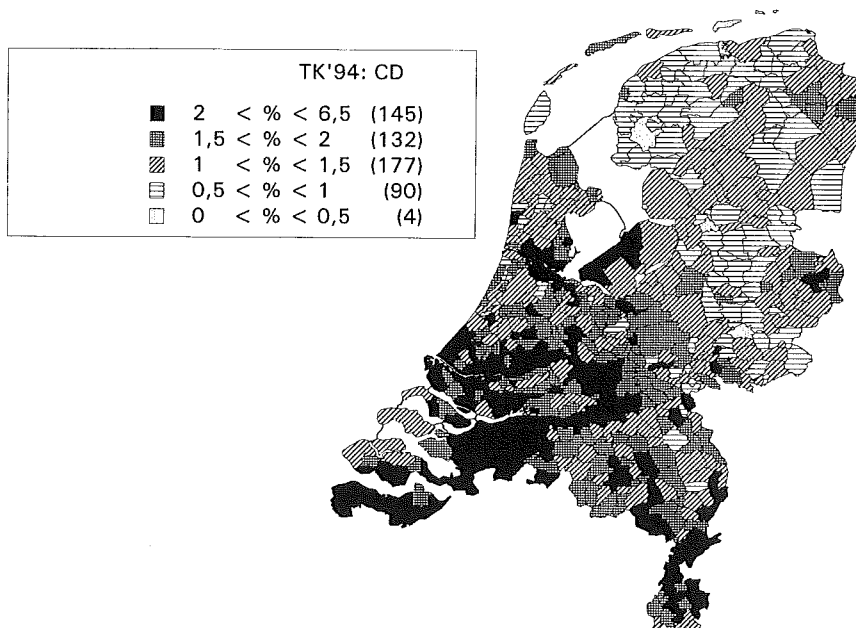 TK'94: CD
2 < % < 6,5 (145)
1,5 < % < 2 (132)
1 < % < 1,5 (177)
0,5 < % < 1 (90)
0 < % < 0,5 (4)